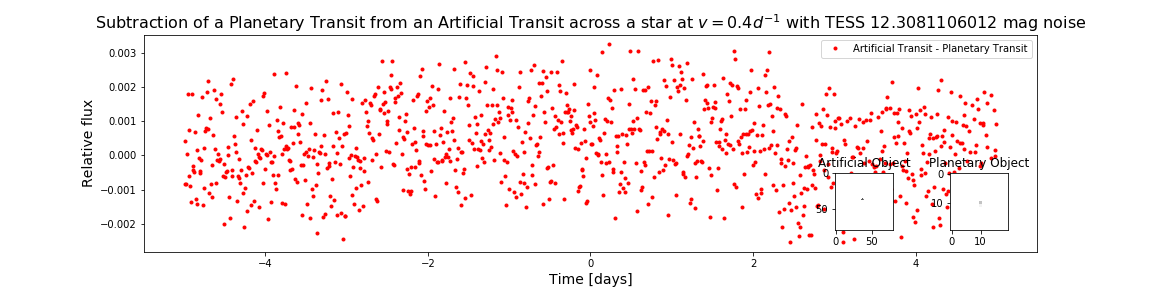 Subtraction of a Planetary Transit from an Artificial Transit across a star at v = 0.4d⁻¹ with TESS 12.3081106012 mag noise
Artificial Transit - Planetary Transit
Relative flux
0.003
0.002
0.001
0.000
−0.001
−0.002
Artificial Object
0
50
0 50
Planetary Object
0
10
0 10
−4 −2 0 2 4
Time [days]